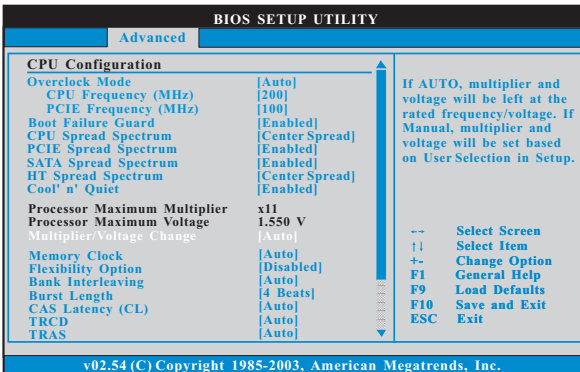 BIOS SETUP UTILITY
Advanced
CPU Configuration
Overclock Mode [Auto]
CPU Frequency (MHz) [200]
PCIE Frequency (MHz) [100]
Boot Failure Guard [Enabled]
CPU Spread Spectrum [Center Spread]
PCIE Spread Spectrum [Enabled]
SATA Spread Spectrum [Enabled]
HT Spread Spectrum [Center Spread]
Cool' n' Quiet [Enabled]
Processor Maximum Multiplier x11
Processor Maximum Voltage 1.550 V
Multiplier/Voltage Change [Auto]
Memory Clock [Auto]
Flexibility Option [Disabled]
Bank Interleaving [Auto]
Burst Length [4 Beats]
CAS Latency (CL) [Auto]
TRCD [Auto]
TRAS [Auto]
If AUTO, multiplier and
voltage will be left at the
rated frequency/voltage. If
Manual, multiplier and
voltage will be set based
on User Selection in Setup.
←→ Select Screen
↑↓ Select Item
+- Change Option
F1 General Help
F9 Load Defaults
F10 Save and Exit
ESC Exit
v02.54 (C) Copyright 1985-2003, American Megatrends, Inc.